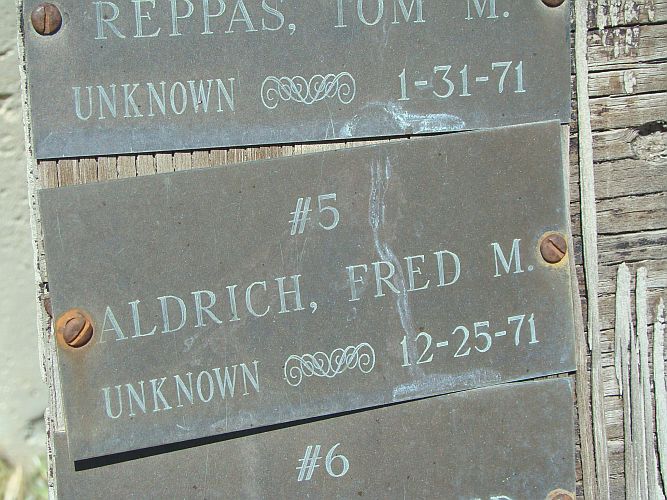 REPPAS, TOM M.
UNKNOWN 1-31-71
#5
ALDRICH, FRED M.
UNKNOWN 12-25-71
#6